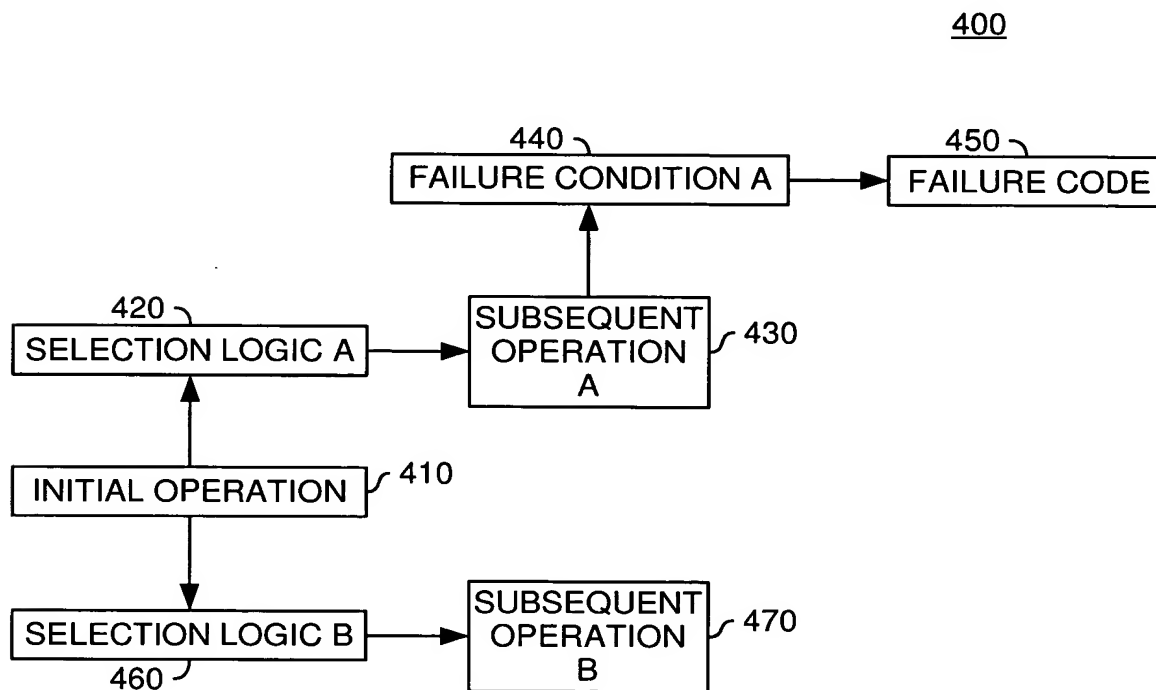 400
440
450
FAILURE CONDITION A
FAILURE CODE
420
SELECTION LOGIC A
SUBSEQUENT
OPERATION
A
430
INITIAL OPERATION
410
SELECTION LOGIC B
460
SUBSEQUENT
OPERATION
B
470